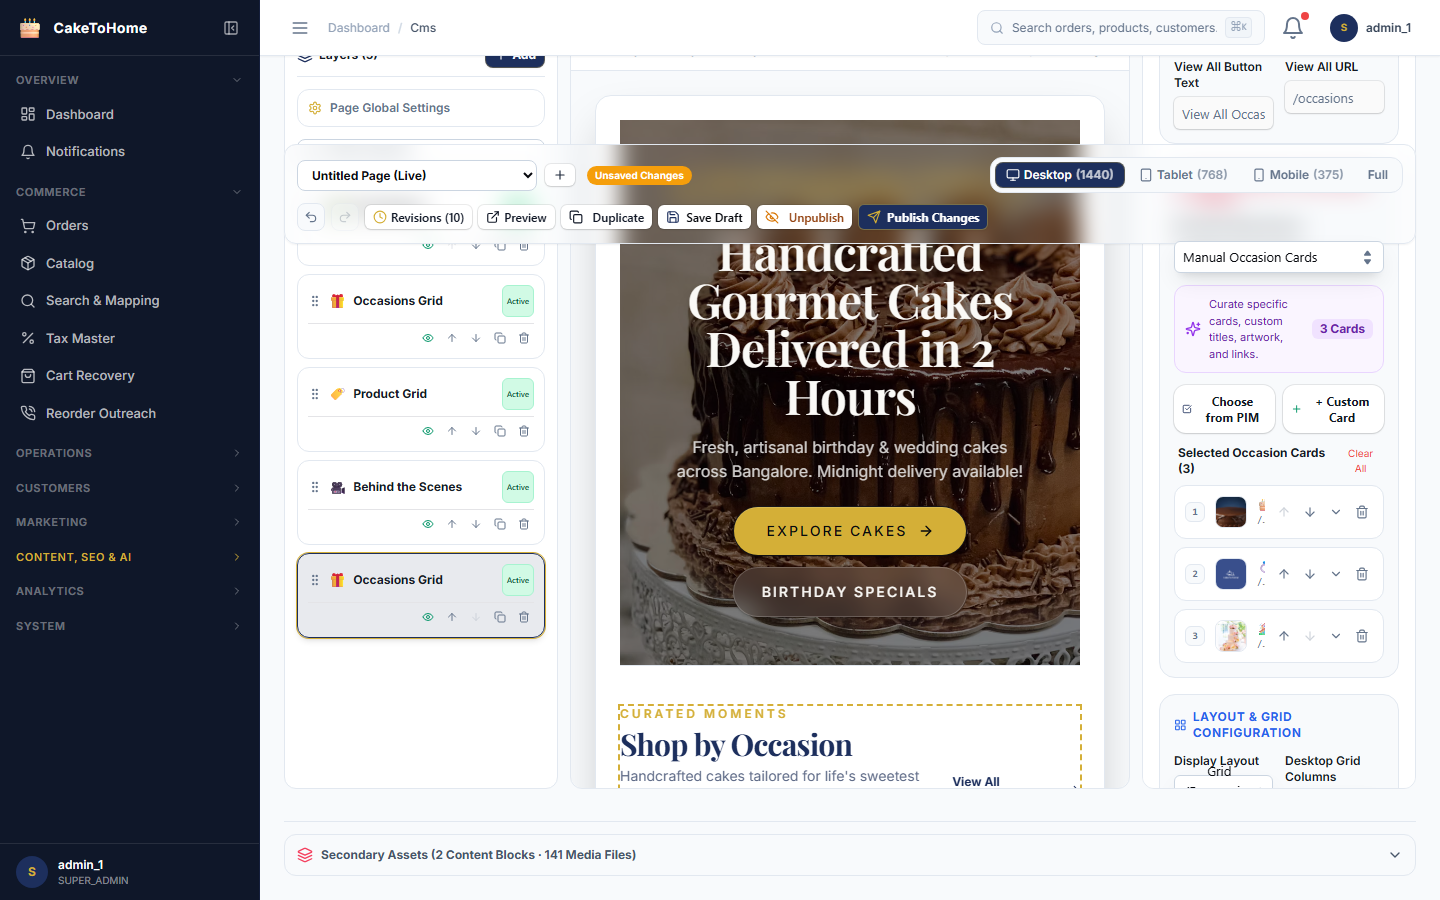 CakeToHome
OVERVIEW
Dashboard
Notifications
COMMERCE
Orders
Catalog
Search & Mapping
Tax Master
Cart Recovery
Reorder Outreach
OPERATIONS
CUSTOMERS
MARKETING
CONTENT, SEO & AI
ANALYTICS
SYSTEM
S
admin_1
SUPER_ADMIN
Dashboard / Cms
Search orders, products, customers.
⌘K
S
admin_1
Layers (5)
Add
Page Global Settings
Untitled Page (Live)
Unsaved Changes
Desktop (1440)
Tablet (768)
Mobile (375)
Full
Revisions (10)
Preview
Duplicate
Save Draft
Unpublish
Publish Changes
Occasions Grid
Active
Product Grid
Active
Behind the Scenes
Active
Occasions Grid
Active
Handcrafted
Gourmet Cakes
Delivered in 2
Hours
Fresh, artisanal birthday & wedding cakes
across Bangalore. Midnight delivery available!
EXPLORE CAKES →
BIRTHDAY SPECIALS
CURATED MOMENTS
Shop by Occasion
Handcrafted cakes tailored for life's sweetest
View All
View All Button
Text
View All Occas
View All URL
/occasions
Manual Occasion Cards
Curate specific
cards, custom
titles, artwork,
and links.
3 Cards
Choose
from PIM
+ Custom
Card
Selected Occasion Cards
(3)
Clear
All
1
/.
2
/.
3
/.
LAYOUT & GRID
CONFIGURATION
Display Layout
Grid
Desktop Grid
Columns
Secondary Assets (2 Content Blocks · 141 Media Files)